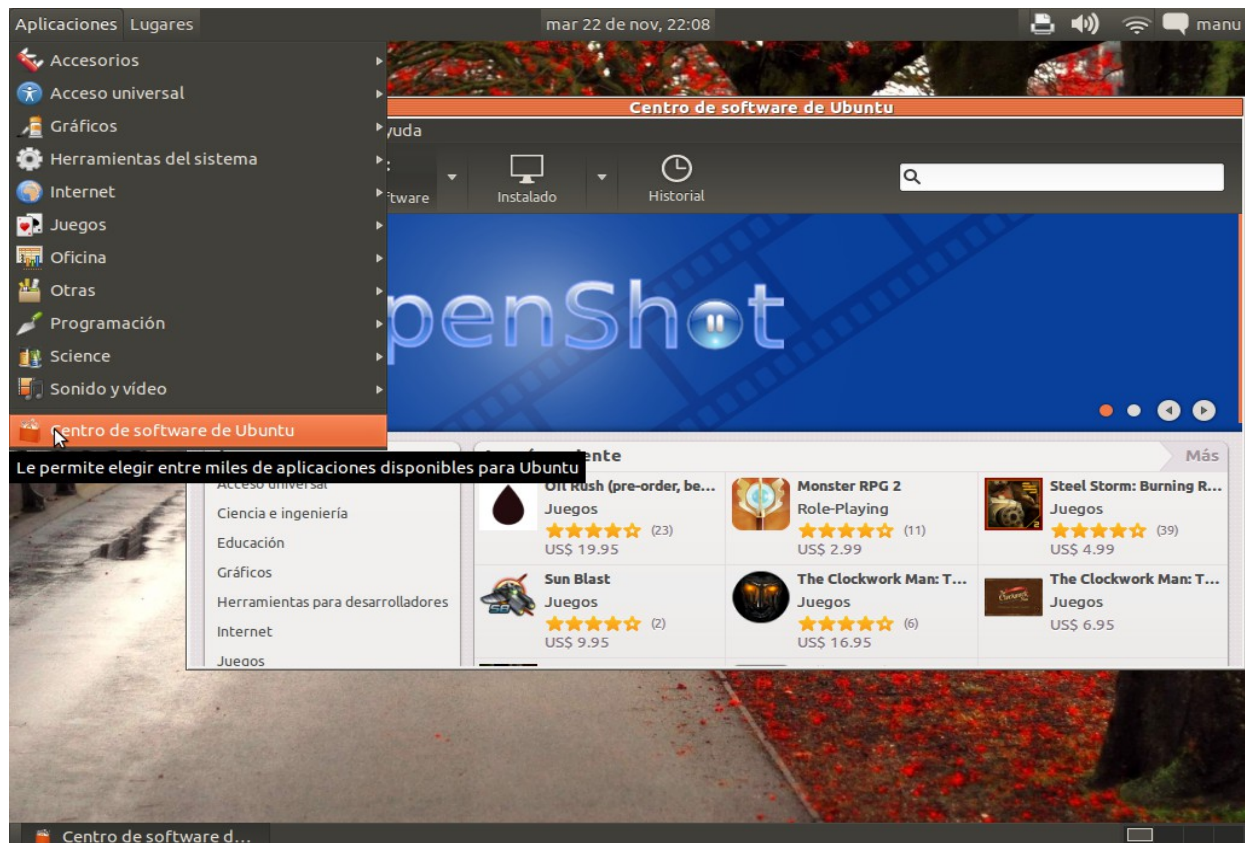 Aplicaciones Lugares
mar 22 de nov, 22:08
manu
Accesorios
Acceso universal
Gráficos
Herramientas del sistema
Internet
Juegos
Oficina
Otras
Programación
Science
Sonido y vídeo
Centro de software de Ubuntu
Le permite elegir entre miles de aplicaciones disponibles para Ubuntu
Centro de software de Ubuntu
yuda
tware
Instalado
Historial
penShot
ente
Más
Acceso universal
Ciencia e ingeniería
Educación
Gráficos
Herramientas para desarrolladores
Internet
Juegos
Oil Rush (pre-order, be...
Juegos
(23)
US$ 19.95
Monster RPG 2
Role-Playing
(11)
US$ 2.99
Steel Storm: Burning R...
Juegos
(39)
US$ 4.99
Sun Blast
Juegos
(2)
US$ 9.95
The Clockwork Man: T...
Juegos
(6)
US$ 16.95
The Clockwork Man: T...
Juegos
US$ 6.95
Centro de software d...